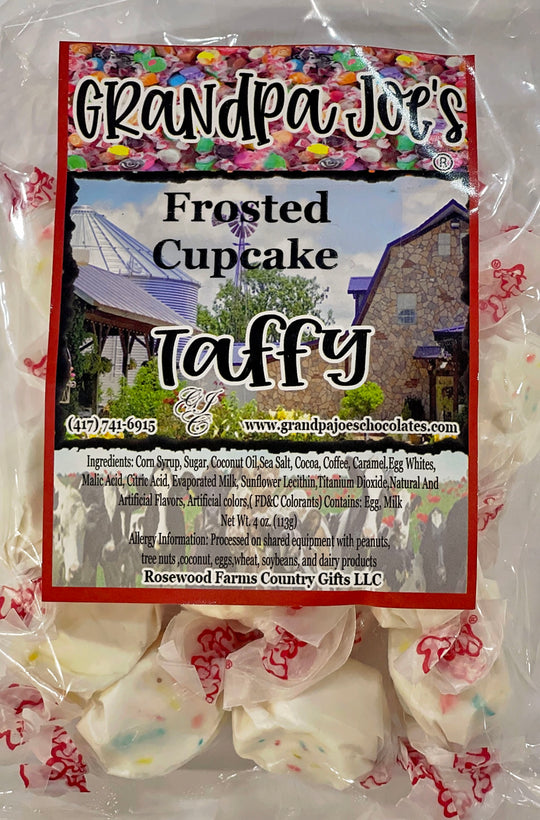 GRandpa Joe's
®
Frosted
Cupcake
Taffy
(417) 741-6915
www.grandpajoeschocolates.com
Ingredients: Corn Syrup, Sugar, Coconut Oil,Sea Salt, Cocoa, Coffee, Caramel,Egg Whites,
Malic Acid, Citric Acid, Evaporated Milk, Sunflower Lecithin,Titanium Dioxide,Natural And
Artificial Flavors, Artificial colors,( FD&C Colorants) Contains: Egg, Milk
Net Wt. 4 oz. (113g)
Allergy Information: Processed on shared equipment with peanuts,
tree nuts ,coconut, eggs,wheat, soybeans, and dairy products
Rosewood Farms Country Gifts LLC